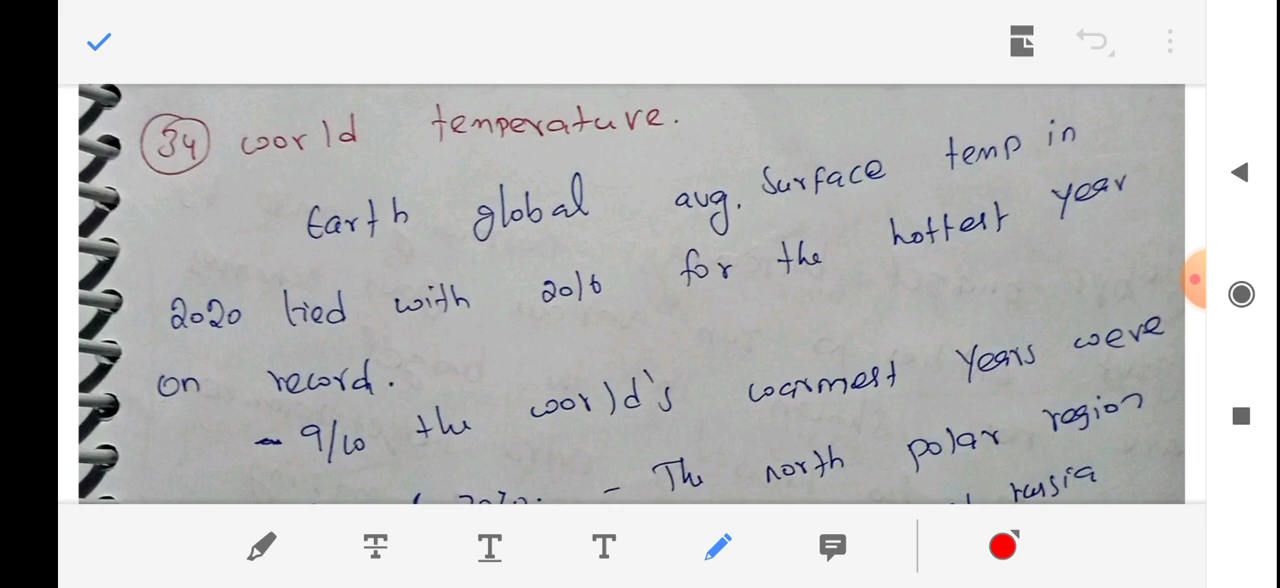 34 world temperature.
Earth global avg. surface temp in
2020 tied with 2016 for the hottest year
on record.
- 9/10 the world's warmest years were
- The north polar region
russia
T T T